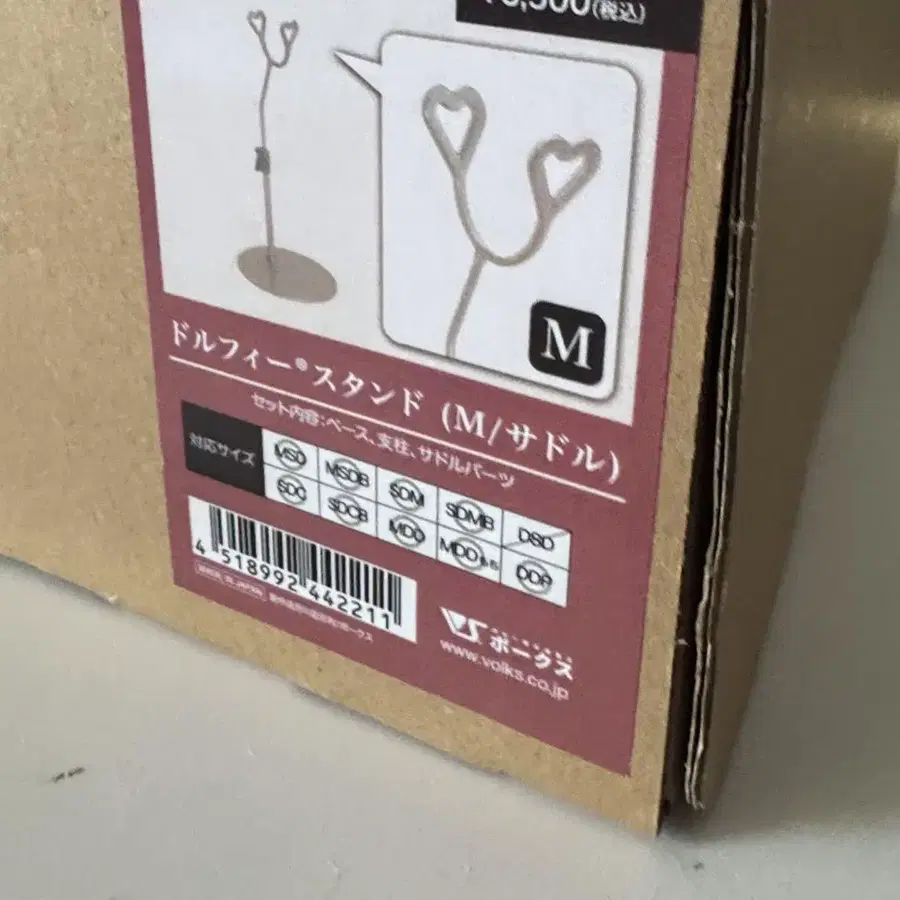 (税込)
M
ドルフィー®スタンド (M/サドル)
セット内容:ベース、支柱、サドルパーツ
対応サイズ MSD MSDB SDM SDMB DSD
SDC SDCB MDD DDP
4 518992 442211
ボークス
www.volks.co.jp